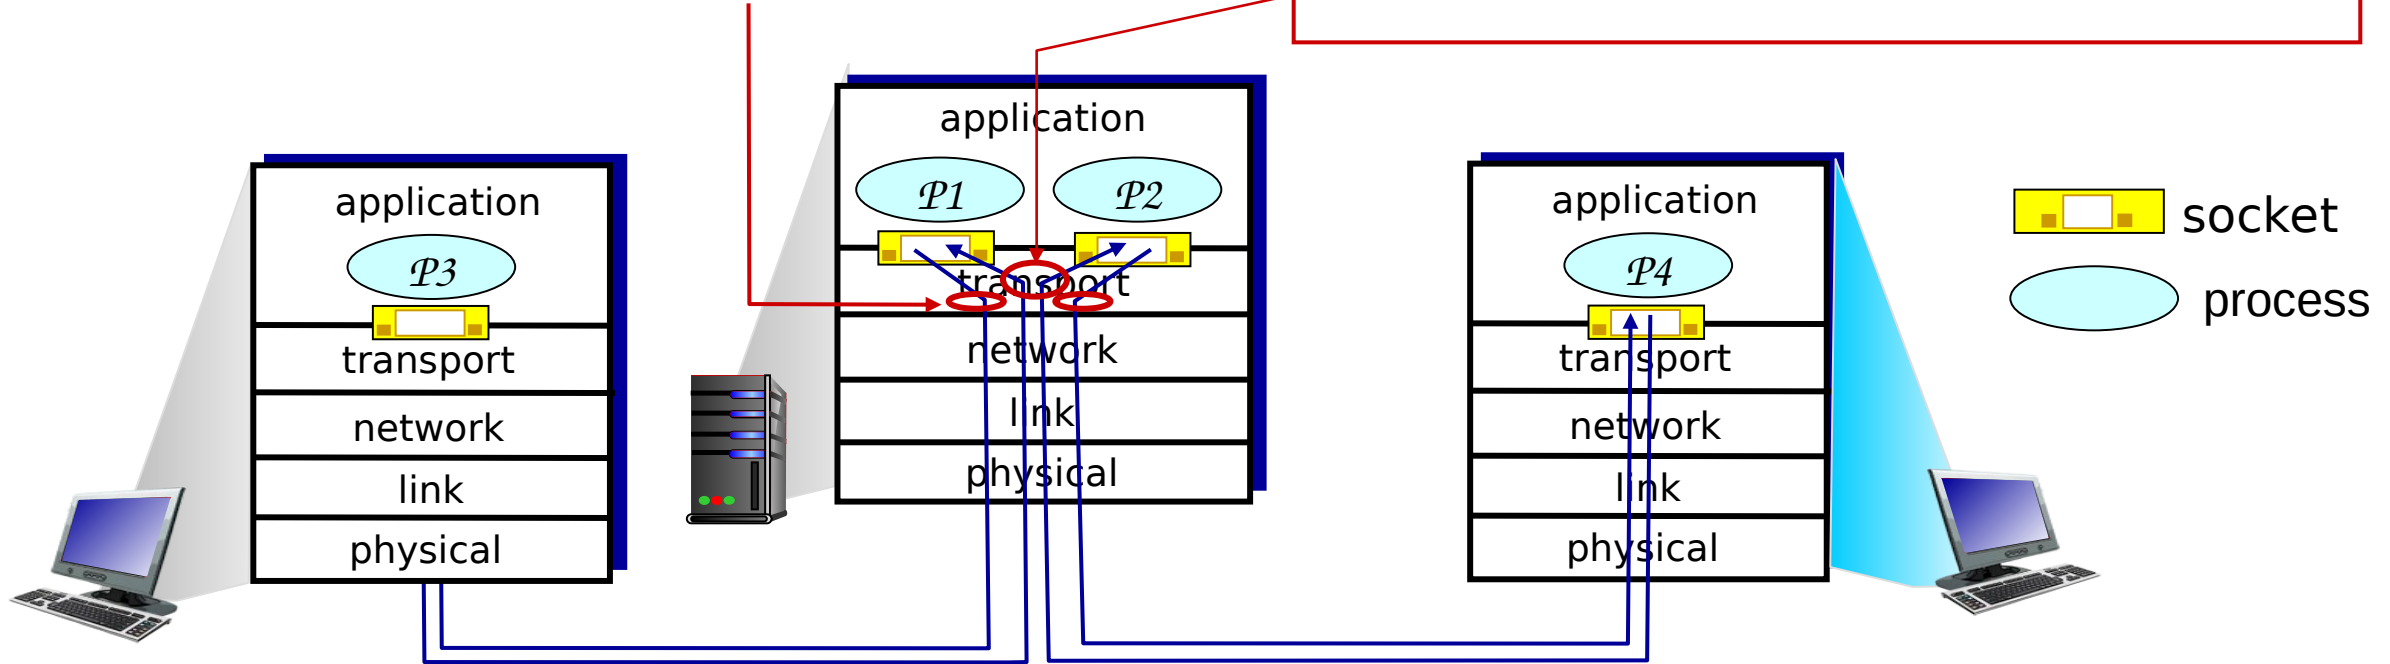 application
P3
transport
network
link
physical
application
P1 P2
transport
network
link
physical
application
P4
transport
network
link
physical
socket
process